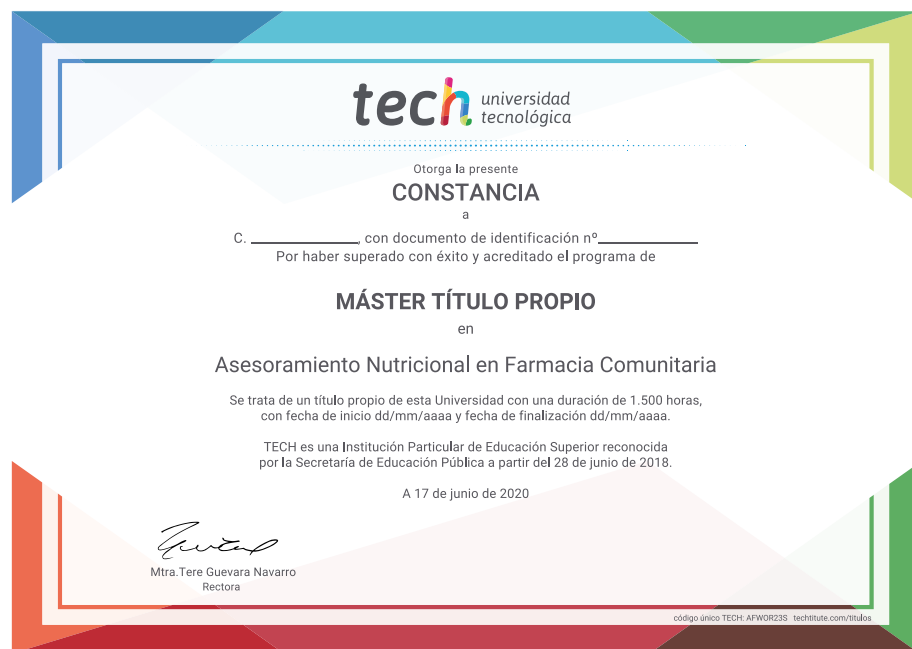 tech universidad
tecnológica
Otorga la presente
CONSTANCIA
a
C. ______________, con documento de identificación nº_____________
Por haber superado con éxito y acreditado el programa de
MÁSTER TÍTULO PROPIO
en
Asesoramiento Nutricional en Farmacia Comunitaria
Se trata de un título propio de esta Universidad con una duración de 1.500 horas,
con fecha de inicio dd/mm/aaaa y fecha de finalización dd/mm/aaaa.
TECH es una Institución Particular de Educación Superior reconocida
por la Secretaría de Educación Pública a partir del 28 de junio de 2018.
A 17 de junio de 2020
Mtra.Tere Guevara Navarro
Rectora
código único TECH: AFWOR23S techtitute.com/titulos